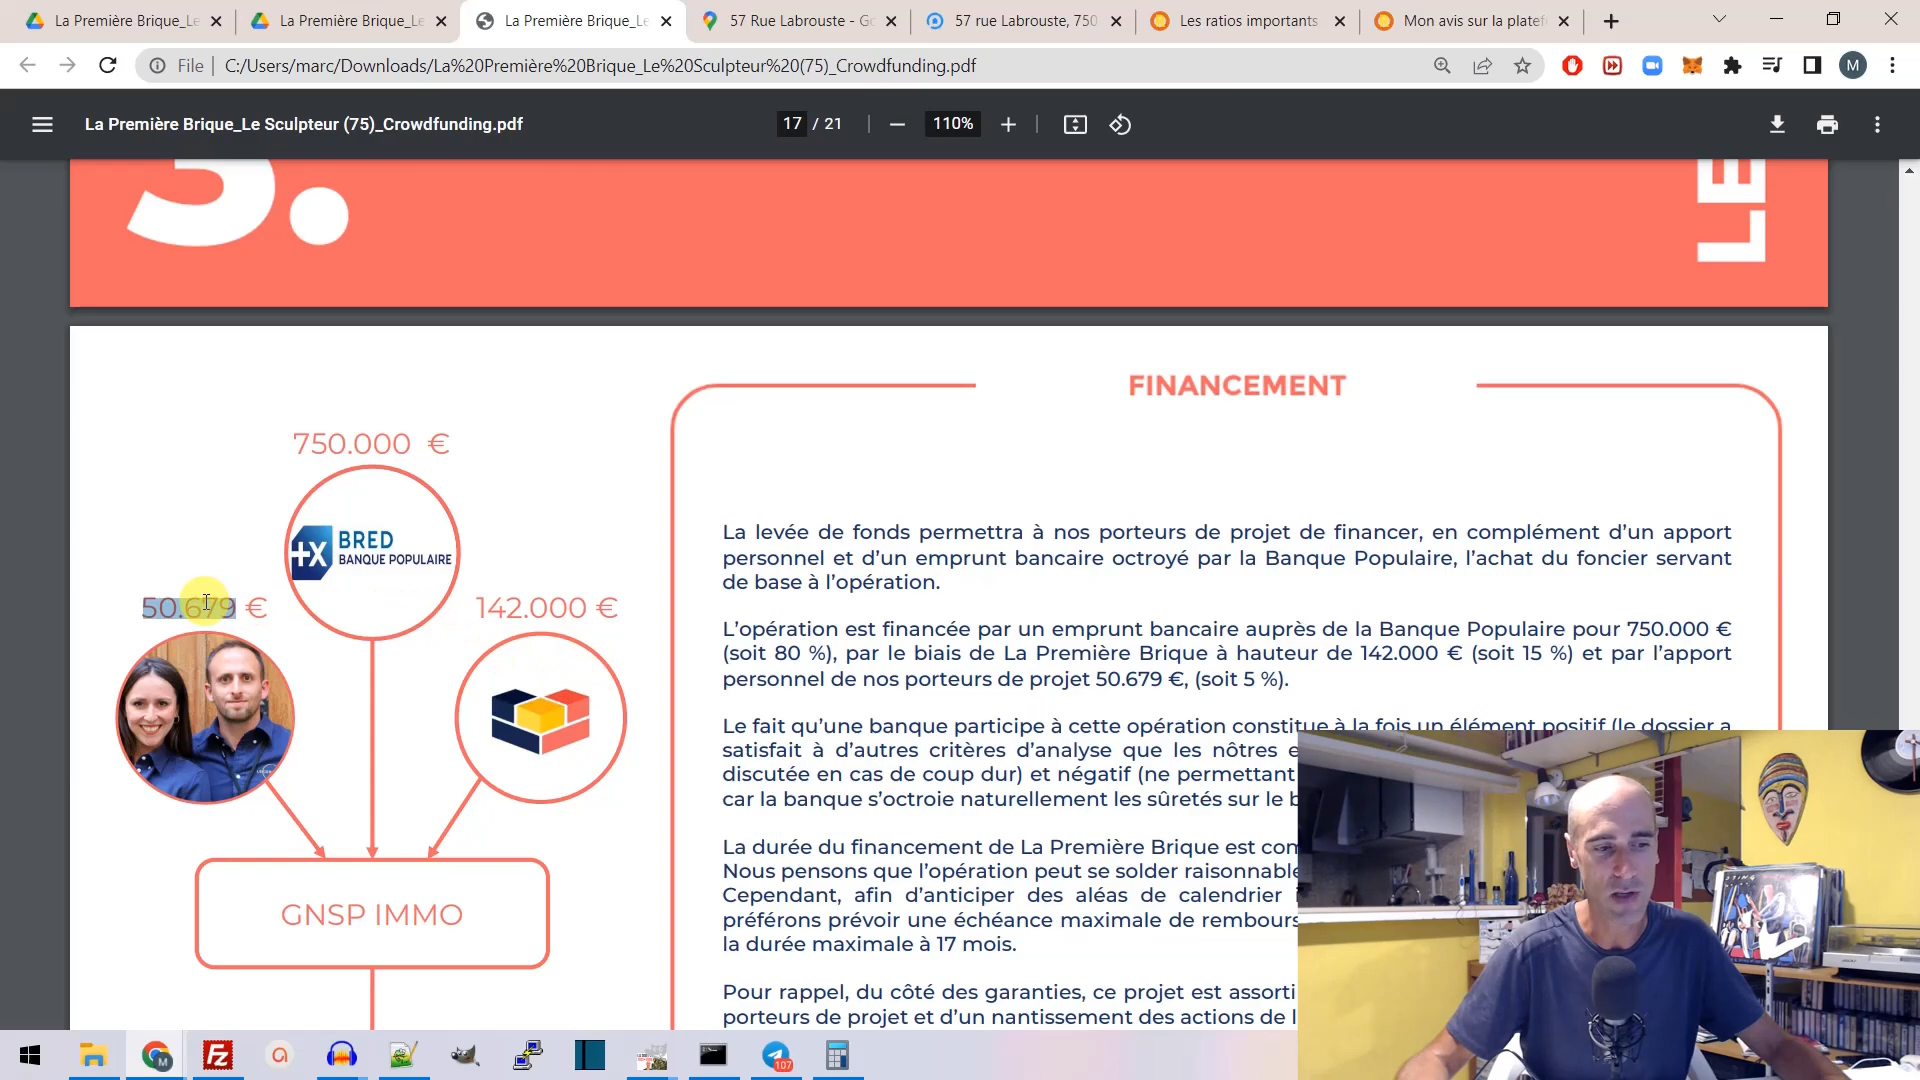 La Première Brique_Le
La Première Brique_Le
La Première Brique_Le
57 Rue Labrouste - Go
57 rue Labrouste, 750
Les ratios importants
Mon avis sur la platef
File
C:/Users/marc/Downloads/La%20Première%20Brique_Le%20Sculpteur%20(75)_Crowdfunding.pdf
M
La Première Brique_Le Sculpteur (75)_Crowdfunding.pdf
17 / 21
110%
3.
LE
FINANCEMENT
750.000 €
BRED
BANQUE POPULAIRE
50.679 €
142.000 €
GNSP IMMO
La levée de fonds permettra à nos porteurs de projet de financer, en complément d'un apport
personnel et d'un emprunt bancaire octroyé par la Banque Populaire, l'achat du foncier servant
de base à l'opération.
L'opération est financée par un emprunt bancaire auprès de la Banque Populaire pour 750.000 €
(soit 80 %), par le biais de La Première Brique à hauteur de 142.000 € (soit 15 %) et par l'apport
personnel de nos porteurs de projet 50.679 €, (soit 5 %).
Le fait qu'une banque participe à cette opération constitue à la fois un élément positif (le dossier a
satisfait à d'autres critères d'analyse que les nôtres e
discutée en cas de coup dur) et négatif (ne permettant
car la banque s'octroie naturellement les sûretés sur le b
La durée du financement de La Première Brique est com
Nous pensons que l'opération peut se solder raisonnable
Cependant, afin d'anticiper des aléas de calendrier i
préférons prévoir une échéance maximale de rembours
la durée maximale à 17 mois.
Pour rappel, du côté des garanties, ce projet est assorti
porteurs de projet et d'un nantissement des actions de l
STING
M
107